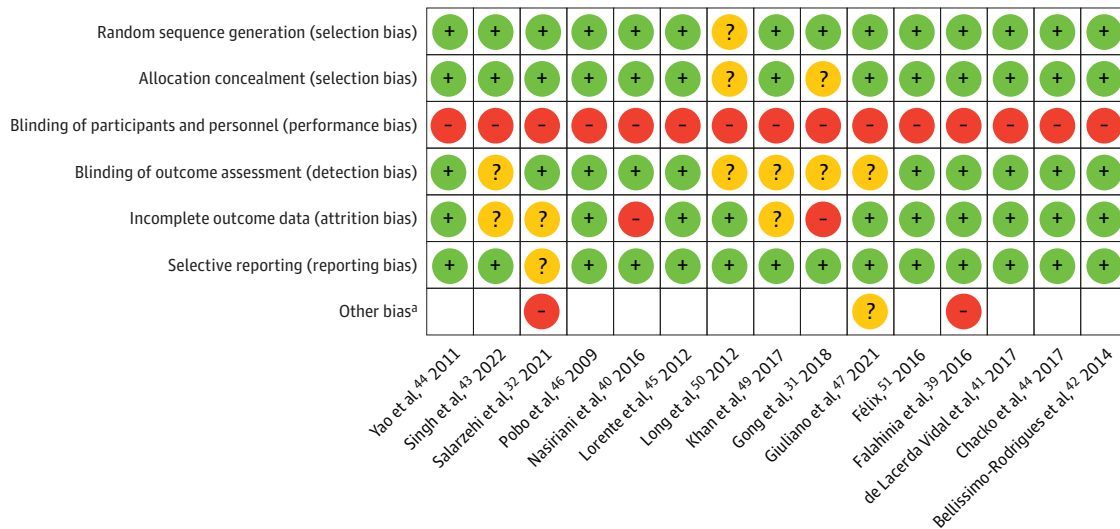 Random sequence generation (selection bias) + + + + + + ? + + + + + + + +
Allocation concealment (selection bias) + + + + + + ? + ? + + + + + +
Blinding of participants and personnel (performance bias) – – – – – – – – – – – – – – –
Blinding of outcome assessment (detection bias) + ? + + + + ? ? ? ? + + + + +
Incomplete outcome data (attrition bias) + ? ? + – + + ? – + + + + + +
Selective reporting (reporting bias) + + ? + + + + + + + + + + + +
Other biasᵃ – ? –
Yao et al,⁴⁴ 2011
Singh et al,⁴³ 2022
Salarzehi et al,³² 2021
Pobo et al,⁴⁶ 2009
Nasiriani et al,⁴⁰ 2016
Lorente et al,⁴⁵ 2012
Long et al,⁵⁰ 2012
Khan et al,⁴⁹ 2017
Gong et al,³¹ 2018
Giuliano et al,⁴⁷ 2021
Félix,⁵¹ 2016
Falahinia et al,³⁹ 2016
de Lacerda Vidal et al,⁴¹ 2017
Chacko et al,⁴⁴ 2017
Bellissimo-Rodrigues et al,⁴² 2014